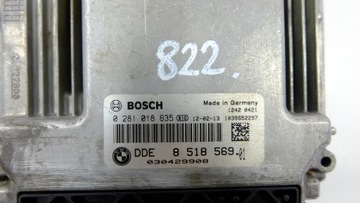 822.
BOSCH
Made in Germany
1242 0421
0 281 018 635
12-02-13 1039S52297
DDE 8 518 569-01
030429908